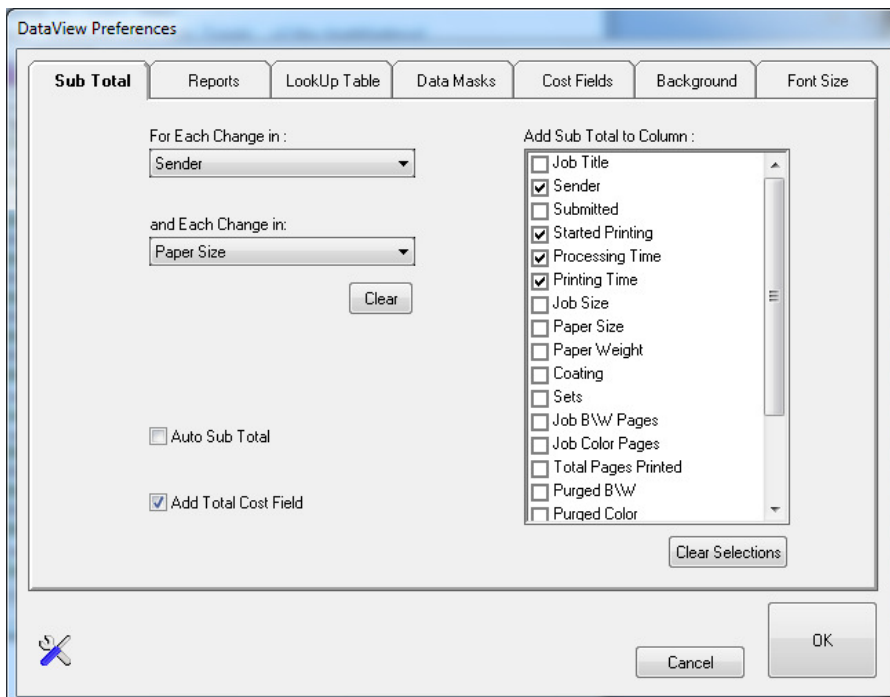 DataView Preferences
Sub Total
Reports
LookUp Table
Data Masks
Cost Fields
Background
Font Size
For Each Change in :
Sender
and Each Change in:
Paper Size
Clear
Auto Sub Total
Add Total Cost Field
Add Sub Total to Column :
Job Title
Sender
Submitted
Started Printing
Processing Time
Printing Time
Job Size
Paper Size
Paper Weight
Coating
Sets
Job B\W Pages
Job Color Pages
Total Pages Printed
Purged B\W
Purged Color
Clear Selections
Cancel
OK